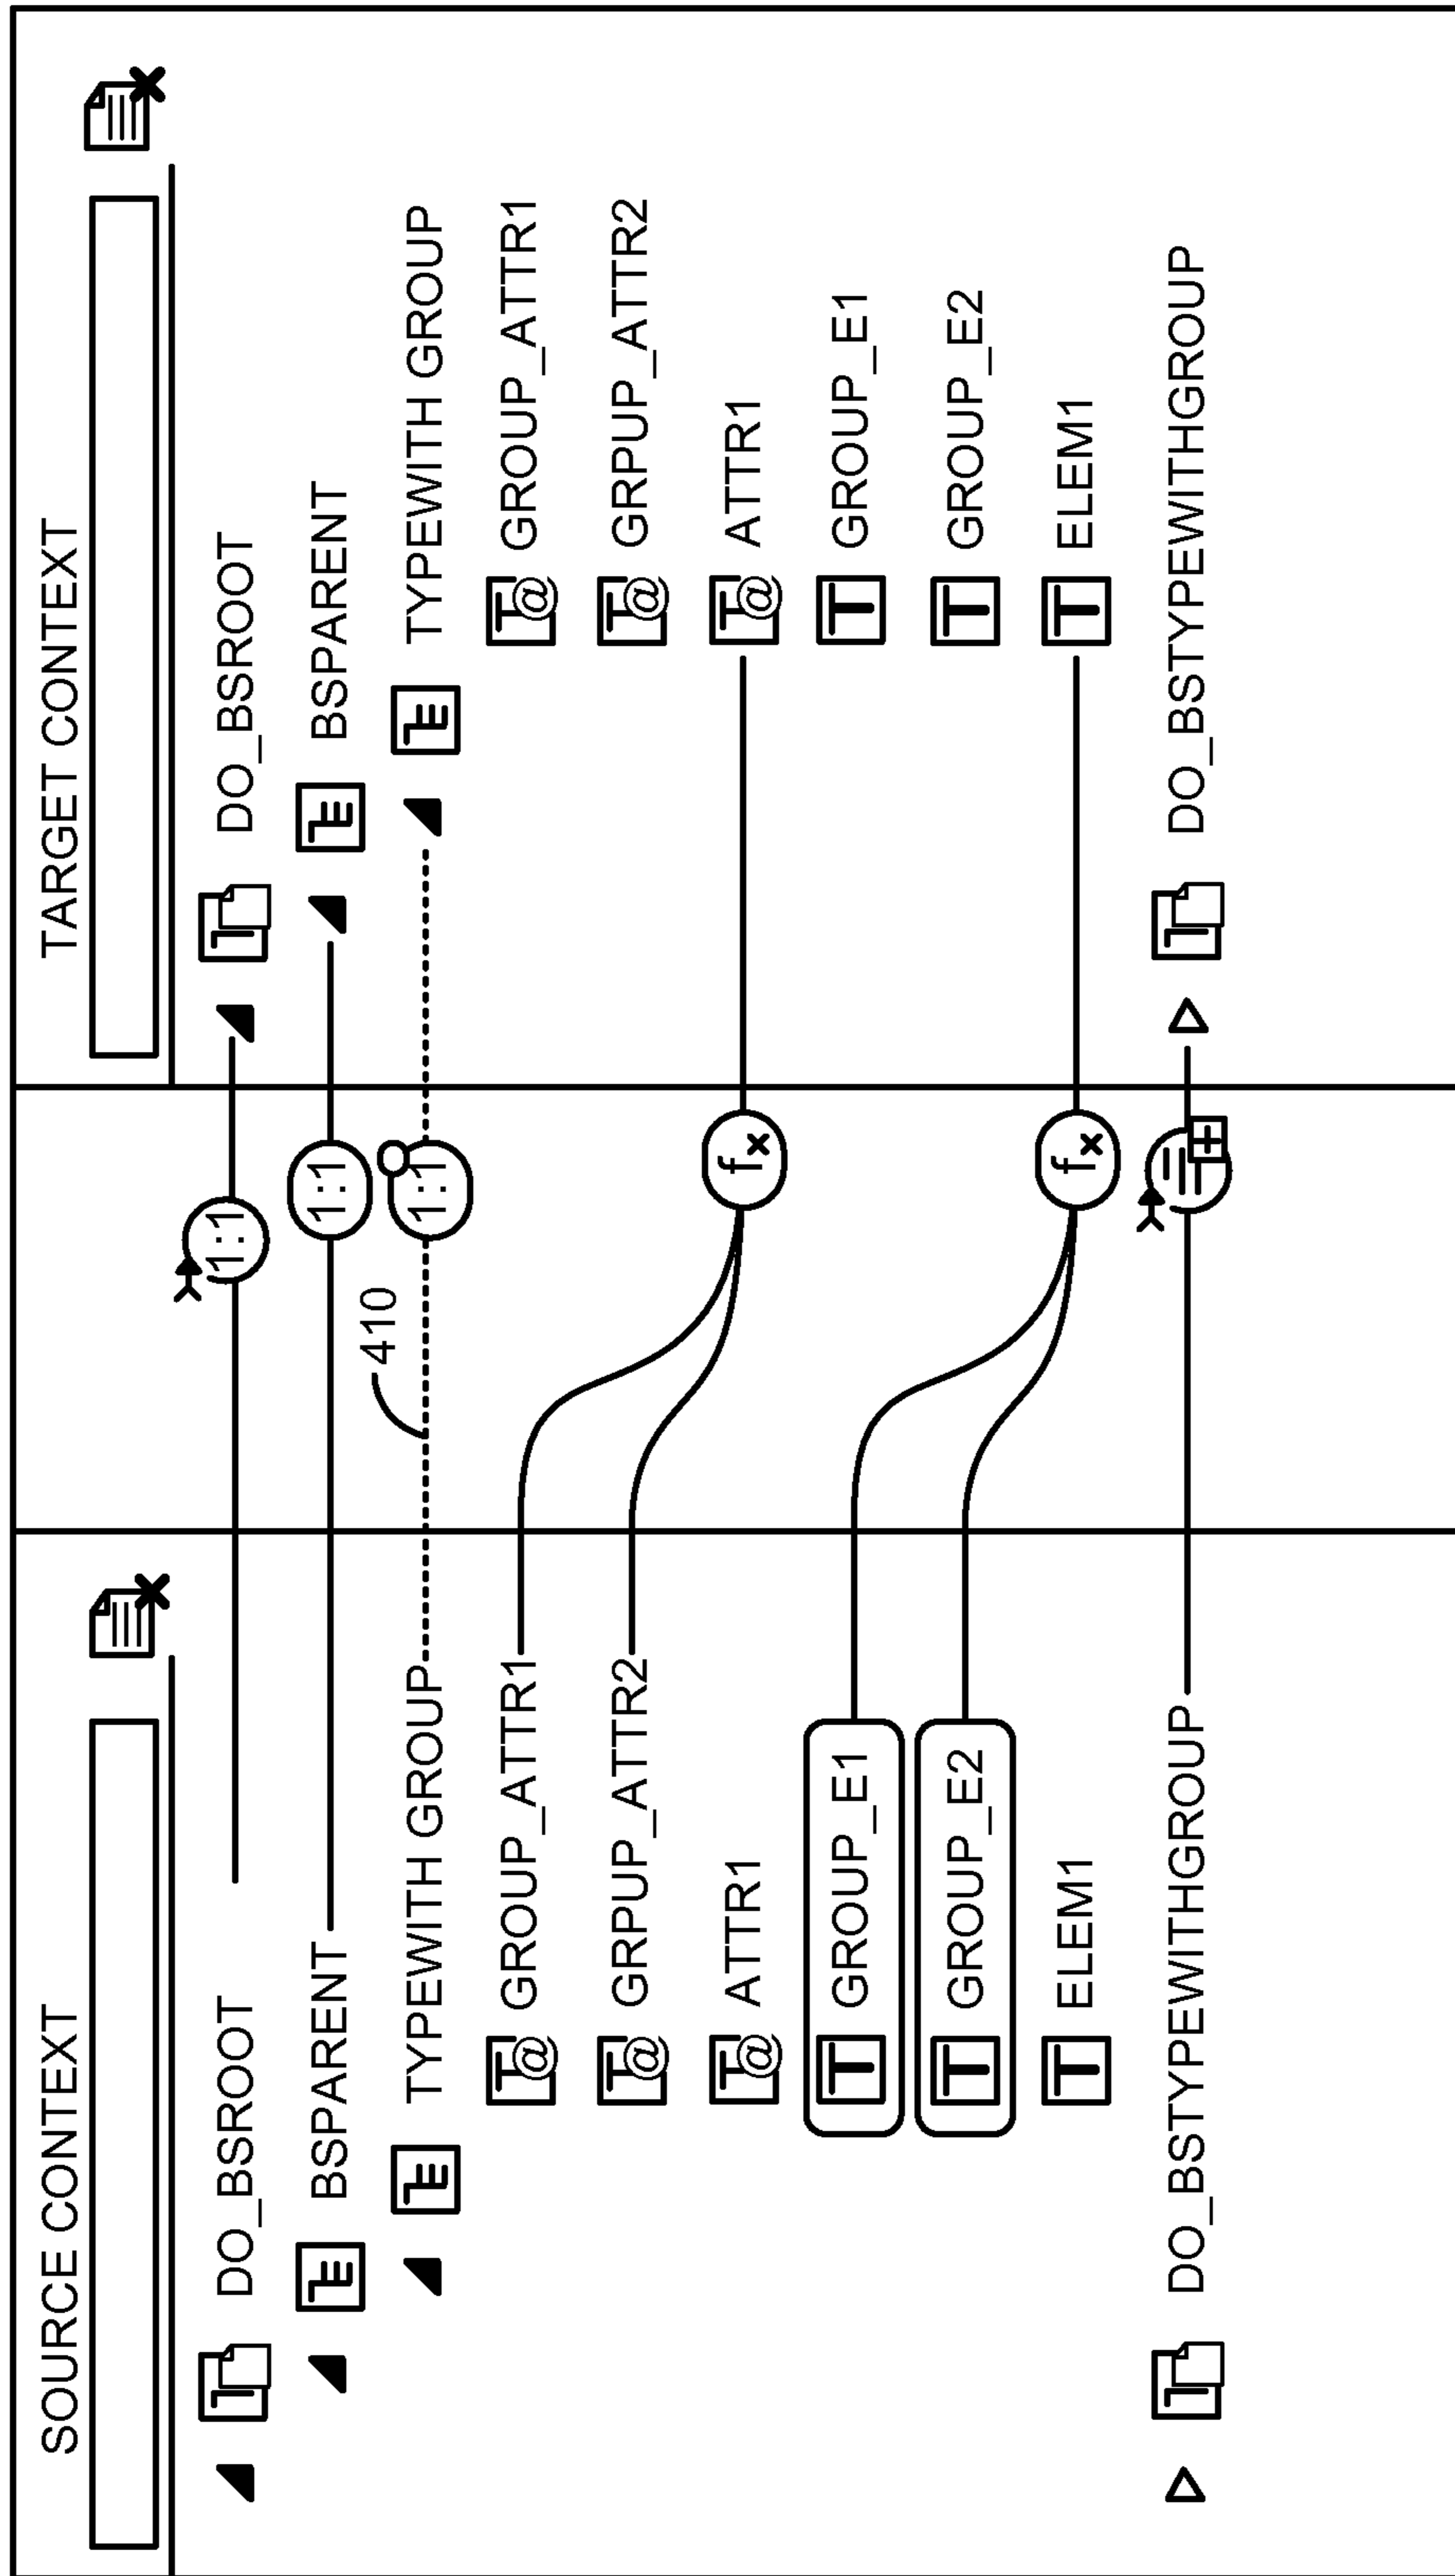 SOURCE CONTEXT
TARGET CONTEXT
DO_BSROOT
1:1
DO_BSROOT
BSPARENT
1:1
BSPARENT
410
TYPEWITH GROUP
1:1
TYPEWITH GROUP
T@ GROUP_ATTR1
T@ GROUP_ATTR1
T@ GRPUP_ATTR2
T@ GRPUP_ATTR2
T@ ATTR1
fx
T@ ATTR1
T GROUP_E1
T GROUP_E1
T GROUP_E2
T GROUP_E2
T ELEM1
fx
T ELEM1
DO_BSTYPEWITHGROUP
DO_BSTYPEWITHGROUP